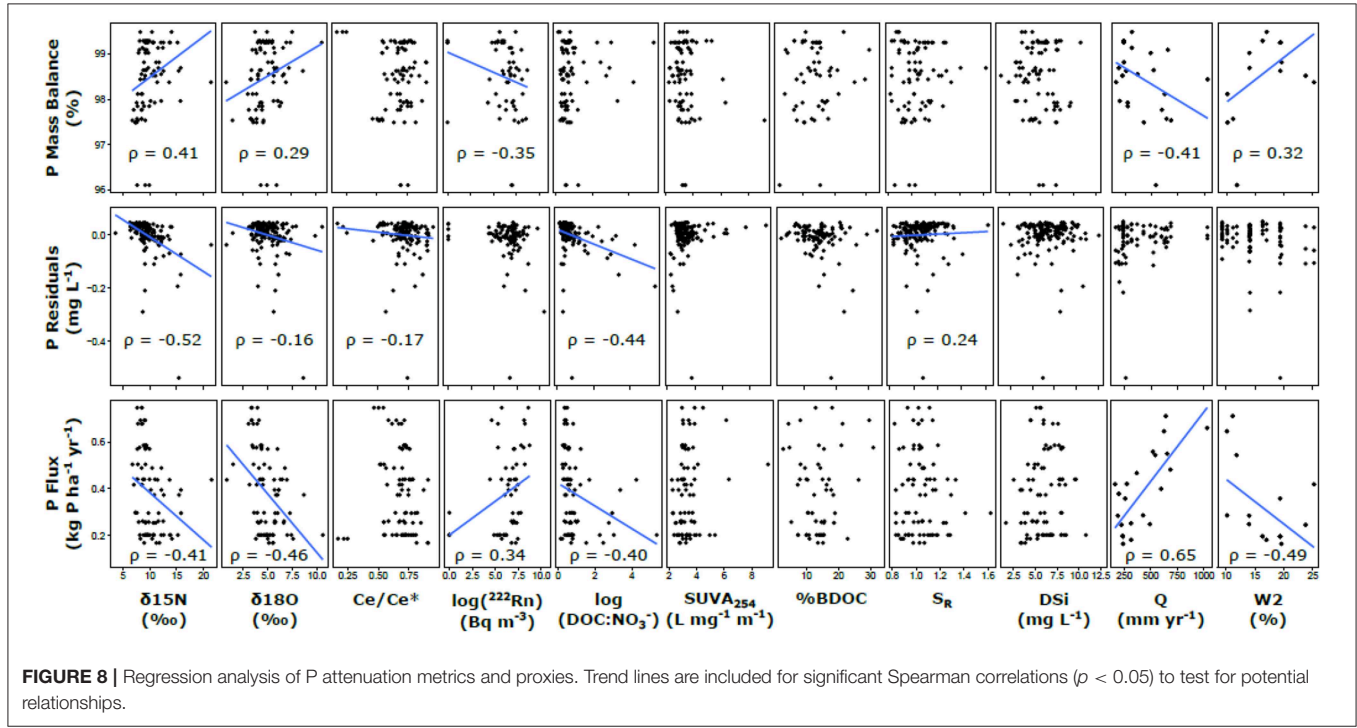 P Mass Balance
(%)
99
98
97
96
ρ = 0.41
ρ = 0.29
ρ = -0.35
ρ = -0.41
ρ = 0.32
P Residuals
(mg L⁻¹)
0.0
-0.2
-0.4
ρ = -0.52
ρ = -0.16
ρ = -0.17
ρ = -0.44
ρ = 0.24
P Flux
(kg P ha⁻¹ yr⁻¹)
0.6
0.4
0.2
ρ = -0.41
ρ = -0.46
ρ = 0.34
ρ = -0.40
ρ = 0.65
ρ = -0.49
5 10 15 20
0.0 2.5 5.0 7.5 10.0
0.25 0.50 0.75
0.0 2.5 5.0 7.5 10.0
0 2 4
2 4 6 8
0 10 20 30
0.8 1.0 1.2 1.4 1.6
2.5 5.0 7.5 10.0 12.5
250 500 750 1000
10 15 20 25
δ15N
(‰)
δ18O
(‰)
Ce/Ce*
log(²²²Rn)
(Bq m⁻³)
log
(DOC:NO₃⁻)
SUVA₂₅₄
(L mg⁻¹ m⁻¹)
%BDOC
S_R
DSi
(mg L⁻¹)
Q
(mm yr⁻¹)
W2
(%)
FIGURE 8 | Regression analysis of P attenuation metrics and proxies. Trend lines are included for significant Spearman correlations (p < 0.05) to test for potential
relationships.